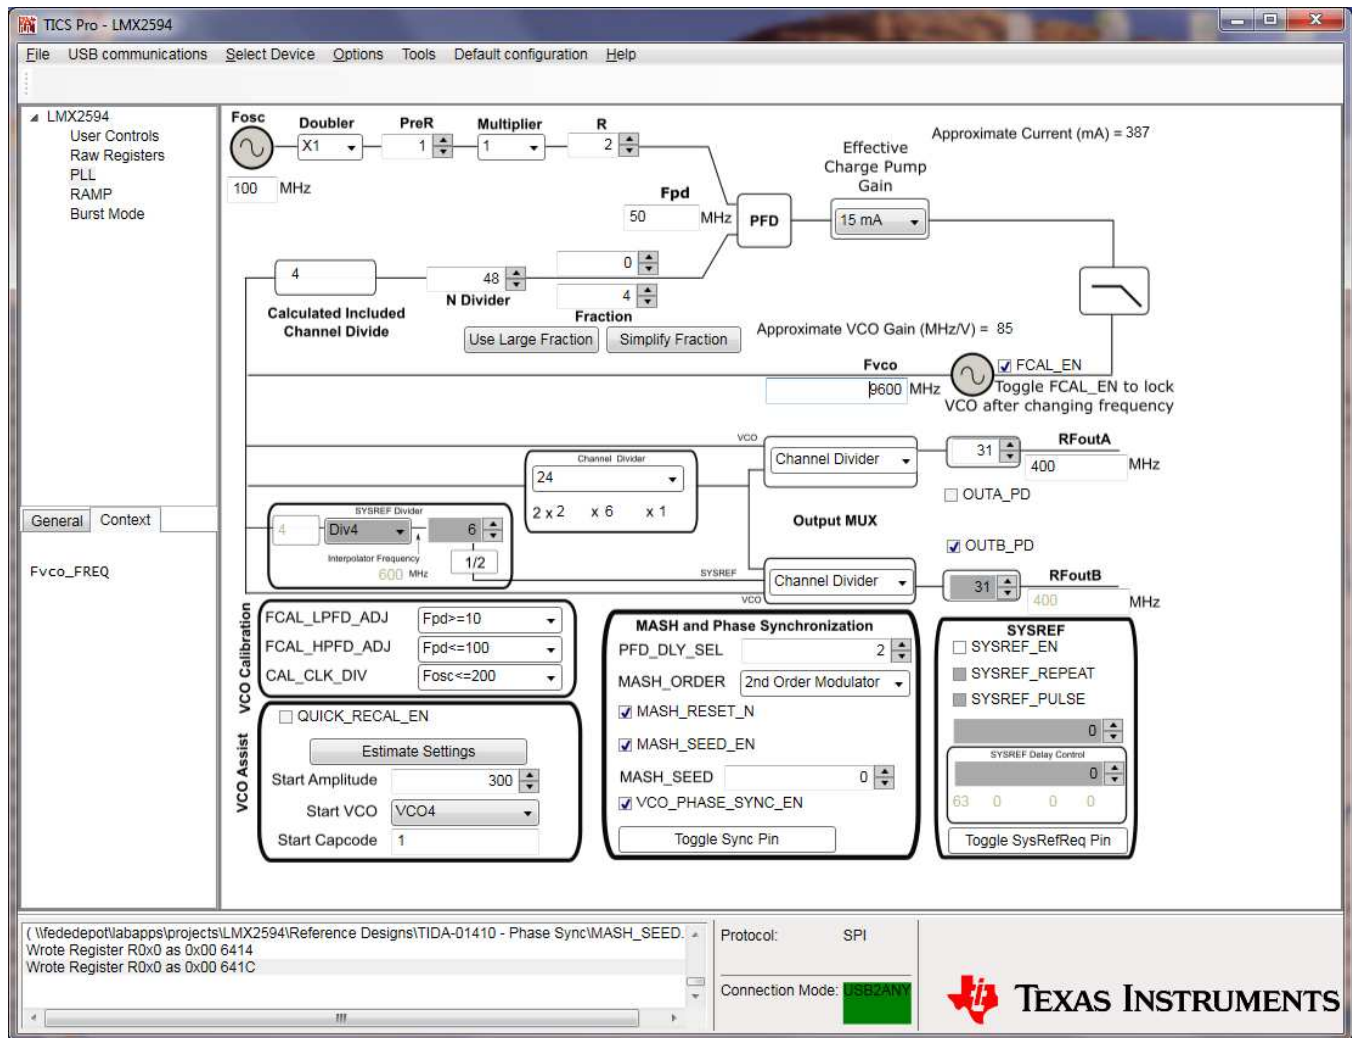 TICS Pro - LMX2594
File USB communications Select Device Options Tools Default configuration Help
LMX2594
User Controls
Raw Registers
PLL
RAMP
Burst Mode
General Context
Fvco_FREQ
Fosc Doubler PreR Multiplier R
X1 1 1 2
100 MHz
Approximate Current (mA) = 387
Effective
Charge Pump
Gain
15 mA
Fpd
50 MHz
PFD
4
Calculated Included
Channel Divide
48
N Divider
0
4
Fraction
Use Large Fraction Simplify Fraction
Approximate VCO Gain (MHz/V) = 85
Fvco
9600 MHz
FCAL_EN
Toggle FCAL_EN to lock
VCO after changing frequency
VCO
Channel Divider
31
RFoutA
400 MHz
OUTA_PD
Channel Divider
24
2 x 2 x 6 x 1
Output MUX
SYSREF Divider
4 Div4 6
Interpolator Frequency
600 MHz
1/2
SYSREF
VCO
Channel Divider
OUTB_PD
31
RFoutB
400 MHz
VCO Calibration
FCAL_LPFD_ADJ Fpd>=10
FCAL_HPFD_ADJ Fpd<=100
CAL_CLK_DIV Fosc<=200
VCO Assist
QUICK_RECAL_EN
Estimate Settings
Start Amplitude 300
Start VCO VCO4
Start Capcode 1
MASH and Phase Synchronization
PFD_DLY_SEL 2
MASH_ORDER 2nd Order Modulator
MASH_RESET_N
MASH_SEED_EN
MASH_SEED 0
VCO_PHASE_SYNC_EN
Toggle Sync Pin
SYSREF
SYSREF_EN
SYSREF_REPEAT
SYSREF_PULSE
0
SYSREF Delay Control
0
63 0 0 0
Toggle SysRefReq Pin
( \\fededepot\labapps\projects\LMX2594\Reference Designs\TIDA-01410 - Phase Sync\MASH_SEED.
Wrote Register R0x0 as 0x00 6414
Wrote Register R0x0 as 0x00 641C
Protocol: SPI
Connection Mode: USB2ANY
TEXAS INSTRUMENTS